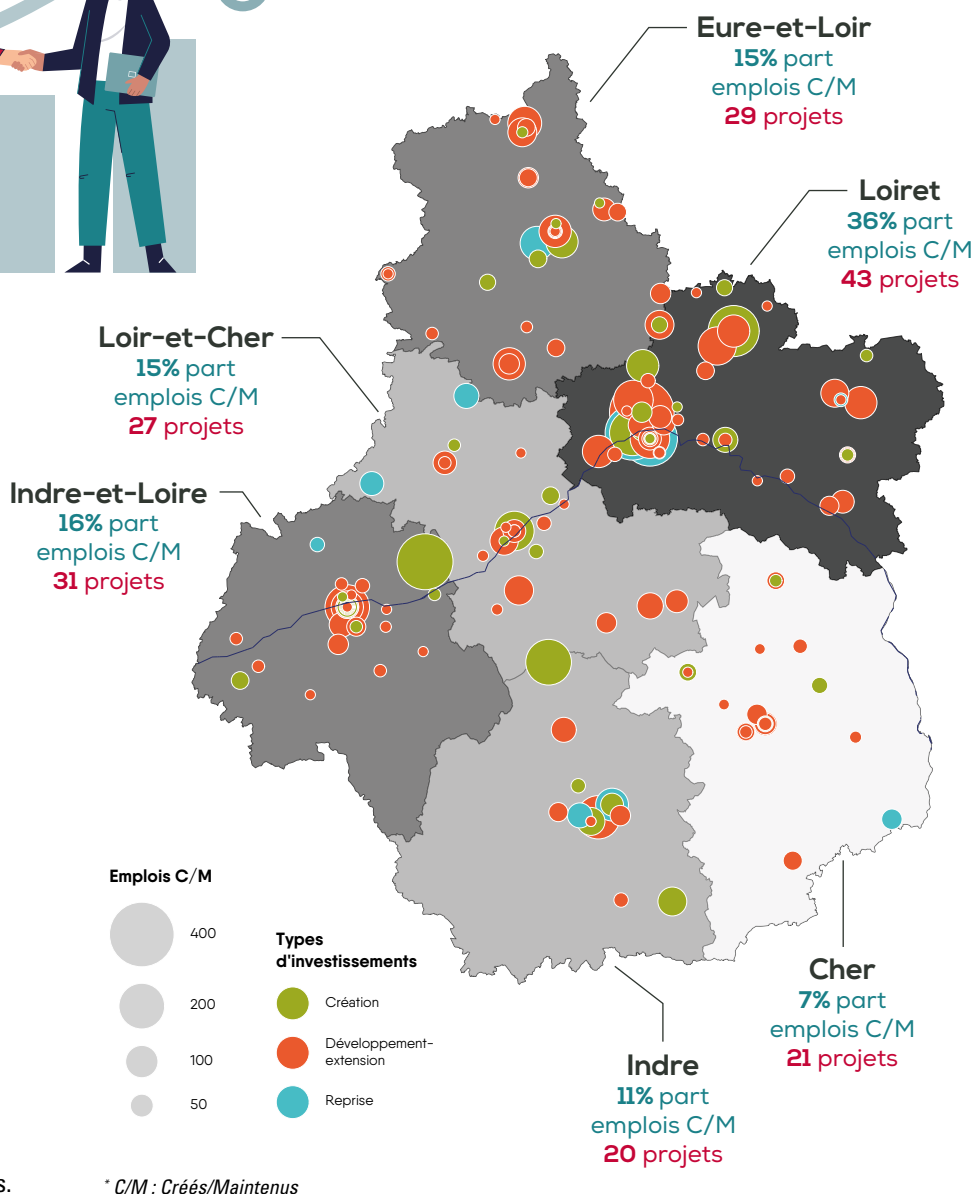 Eure-et-Loir
15% part
emplois C/M
29 projets
Loiret
36% part
emplois C/M
43 projets
Loir-et-Cher
15% part
emplois C/M
27 projets
Indre-et-Loire
16% part
emplois C/M
31 projets
Emplois C/M
400
200
100
50
Types
d'investissements
Création
Développement-
extension
Reprise
Cher
7% part
emplois C/M
21 projets
Indre
11% part
emplois C/M
20 projets
s.
* C/M : Créés/Maintenus